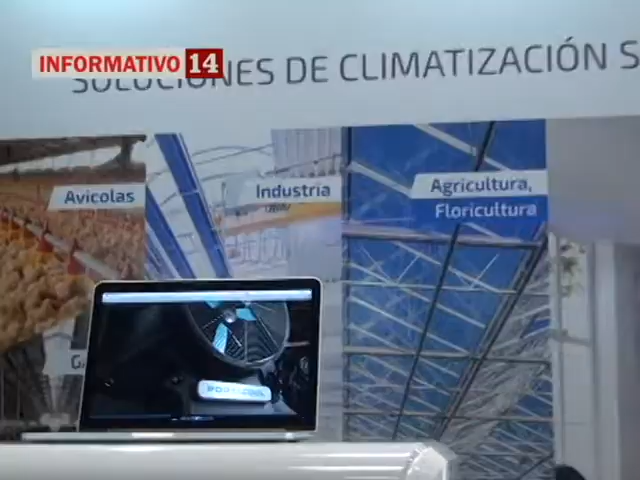 INFORMATIVO 14
SOLUCIONES DE CLIMATIZACIÓN S
Avicolas
Industria
Agricultura,
Floricultura